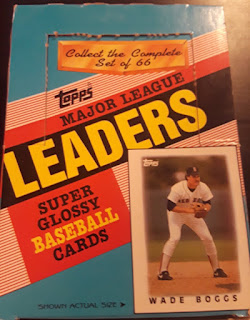 Collect the Complete
Set of 66
Topps
MAJOR LEAGUE
LEADERS
SUPER
GLOSSY
BASEBALL
CARDS
Topps
WADE BOGGS
SHOWN ACTUAL SIZE